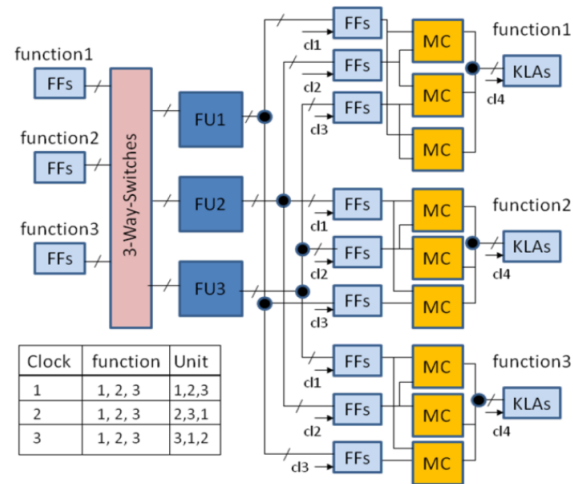 function1
FFs
function2
FFs
function3
FFs
3-Way-Switches
FU1
FU2
FU3
FFs
cl1
FFs
cl2
FFs
cl3
MC
MC
MC
function1
KLAs
cl4
FFs
cl1
FFs
cl2
FFs
cl3
MC
MC
MC
function2
KLAs
cl4
FFs
cl1
FFs
cl2
FFs
cl3
MC
MC
MC
function3
KLAs
cl4
Clock function Unit
1 1, 2, 3 1,2,3
2 1, 2, 3 2,3,1
3 1, 2, 3 3,1,2